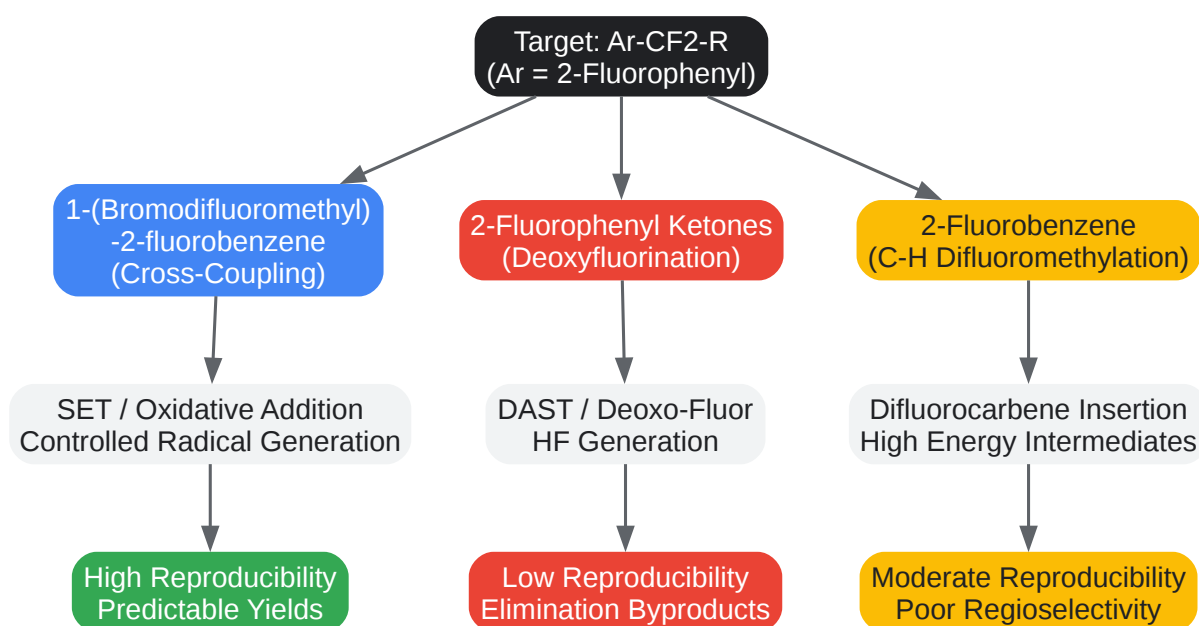 Target: Ar-CF2-R
(Ar = 2-Fluorophenyl)
1-(Bromodifluoromethyl)
-2-fluorobenzene
(Cross-Coupling)
2-Fluorophenyl Ketones
(Deoxyfluorination)
2-Fluorobenzene
(C-H Difluoromethylation)
SET / Oxidative Addition
Controlled Radical Generation
DAST / Deoxo-Fluor
HF Generation
Difluorocarbene Insertion
High Energy Intermediates
High Reproducibility
Predictable Yields
Low Reproducibility
Elimination Byproducts
Moderate Reproducibility
Poor Regioselectivity